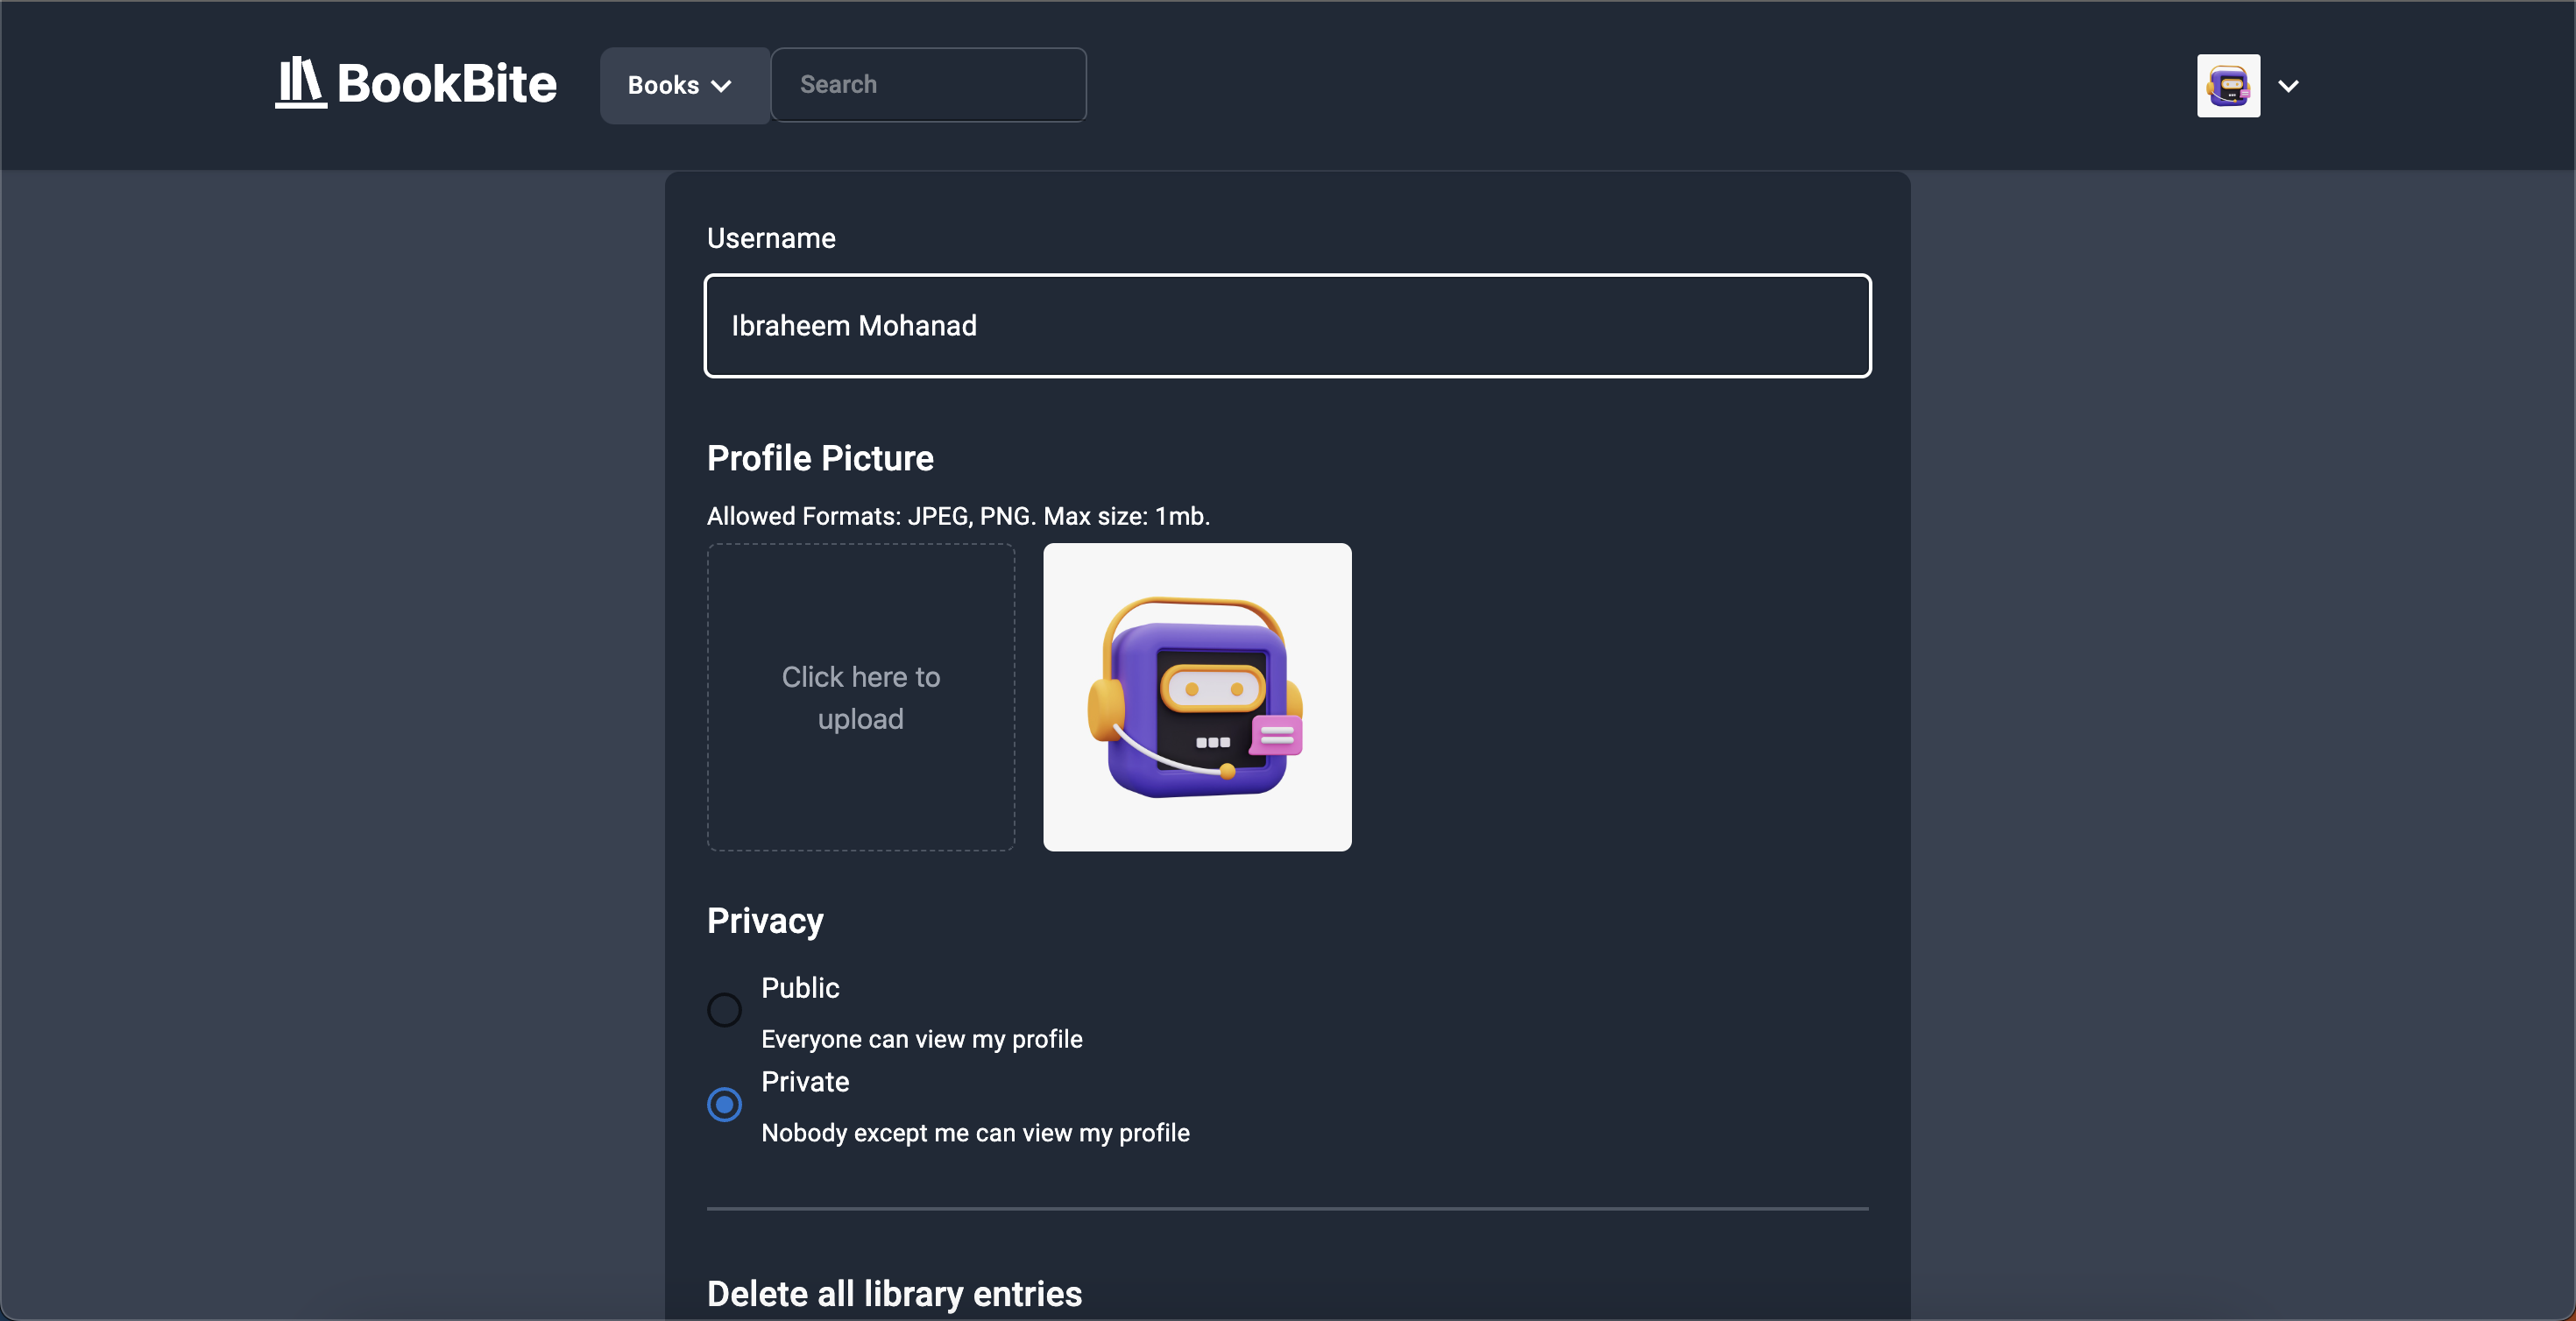 BookBite
Books
Search
Username
Ibraheem Mohanad
Profile Picture
Allowed Formats: JPEG, PNG. Max size: 1mb.
Click here to
upload
Privacy
Public
Everyone can view my profile
Private
Nobody except me can view my profile
Delete all library entries